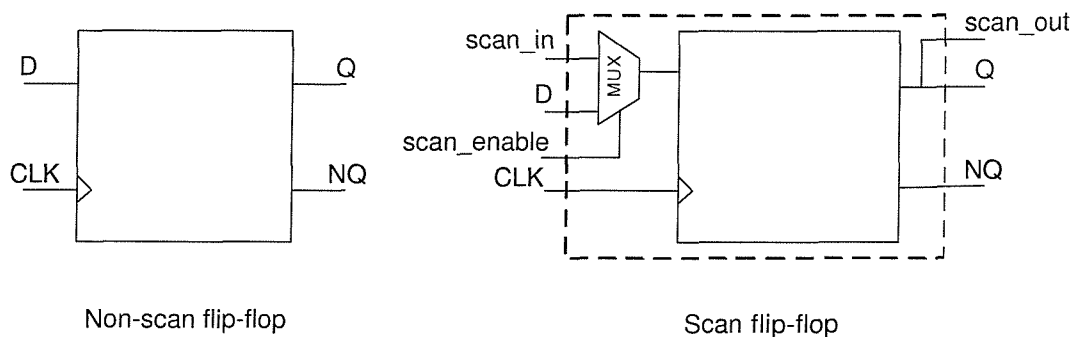 D
Q
CLK
NQ
Non-scan flip-flop
scan_in
MUX
D
scan_enable
CLK
scan_out
Q
NQ
Scan flip-flop